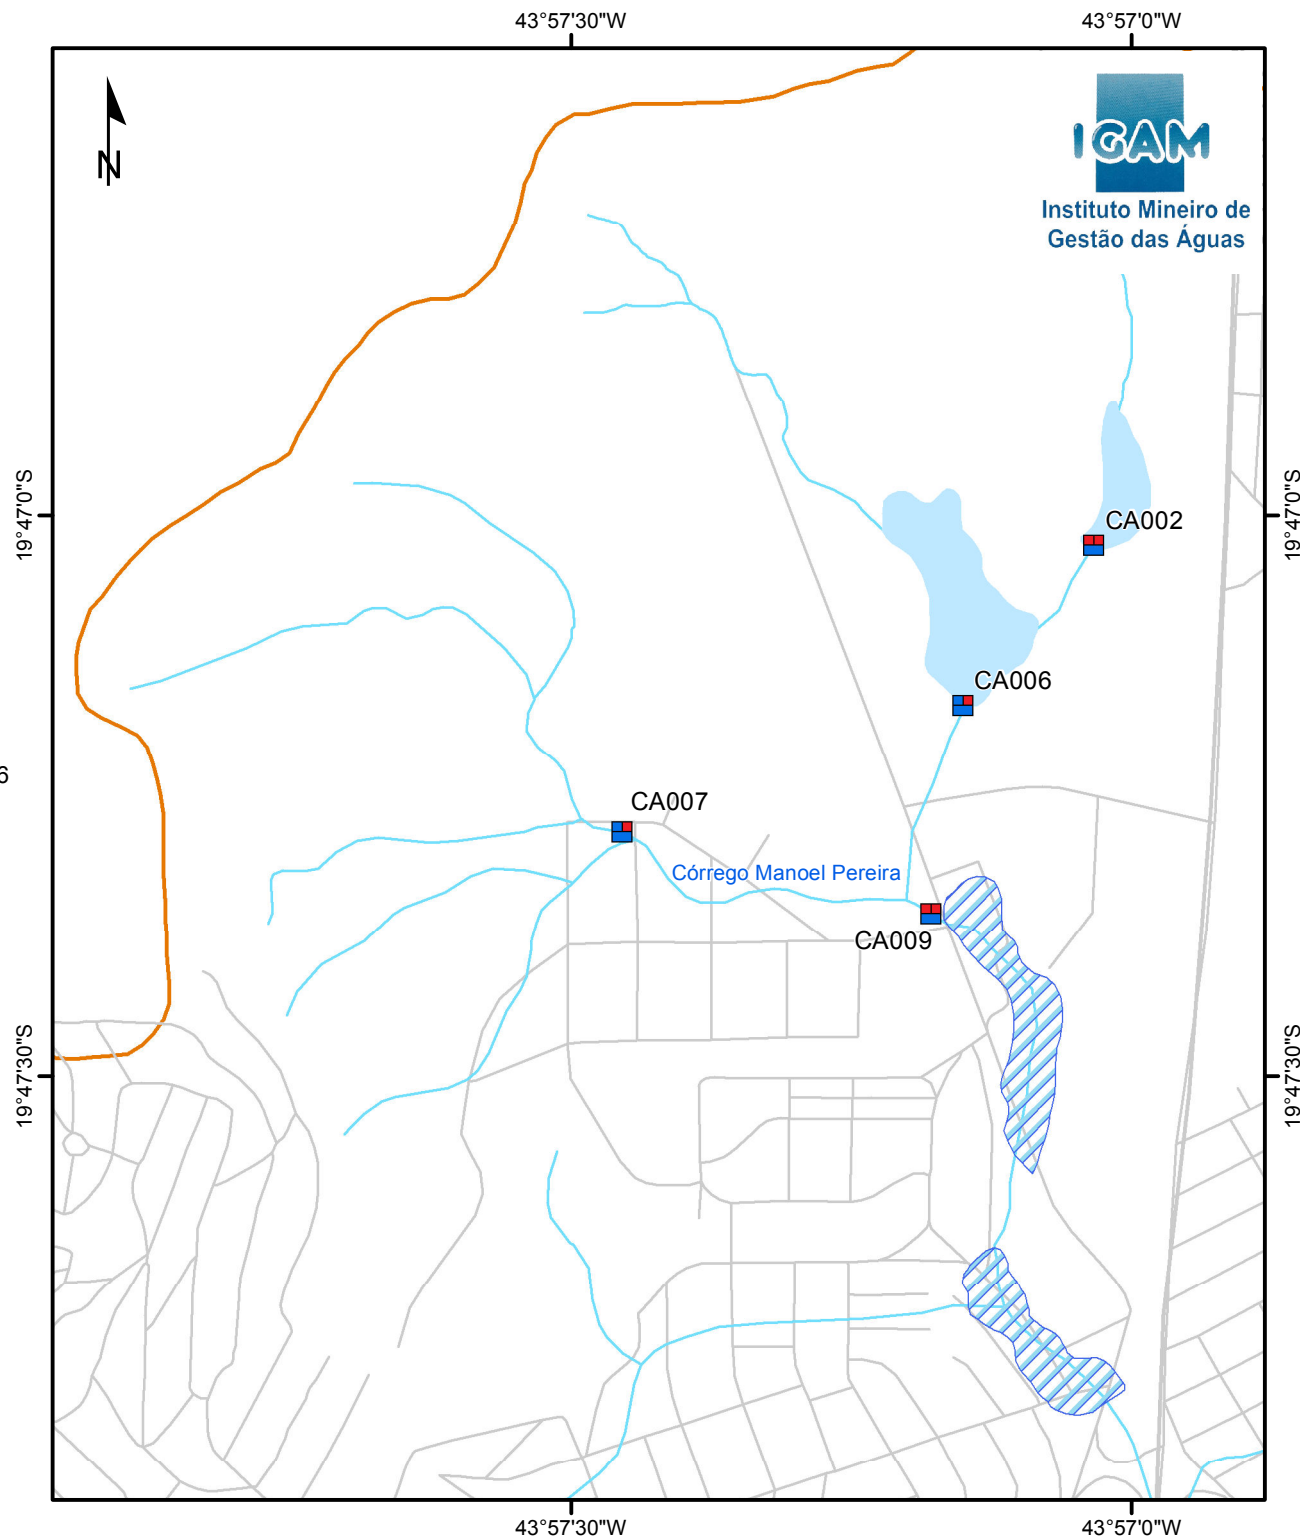 43°57'30"W
43°57'0"W
N
IGAM
Instituto Mineiro de
Gestão das Águas
19°47'0"S
19°47'0"S
CA002
CA006
6
CA007
Córrego Manoel Pereira
CA009
19°47'30"S
19°47'30"S
43°57'30"W
43°57'0"W